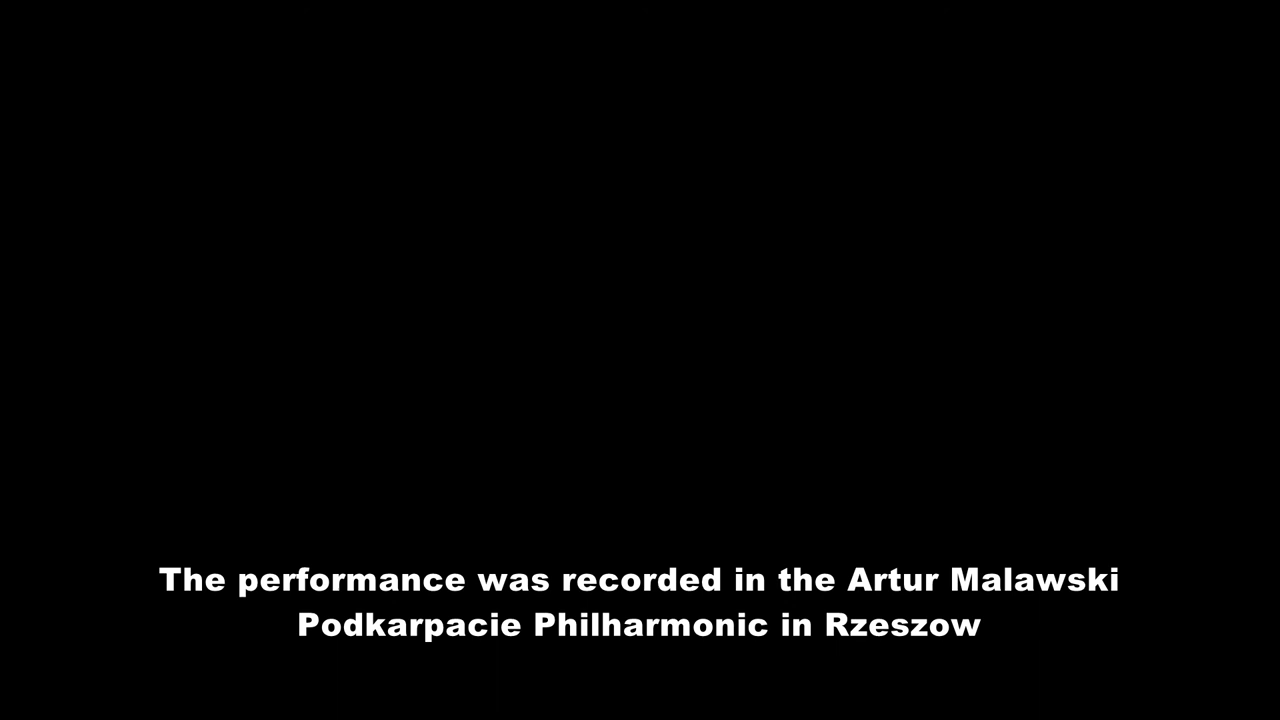 The performance was recorded in the Artur Malawski
Podkarpacie Philharmonic in Rzeszow